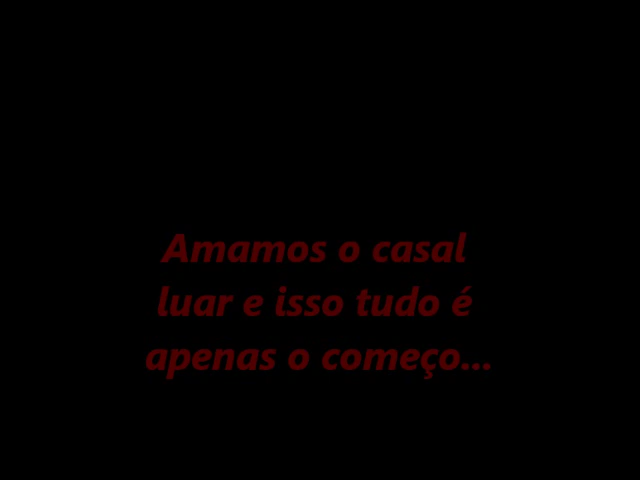 Amamos o casal
luar e isso tudo é
apenas o começo...